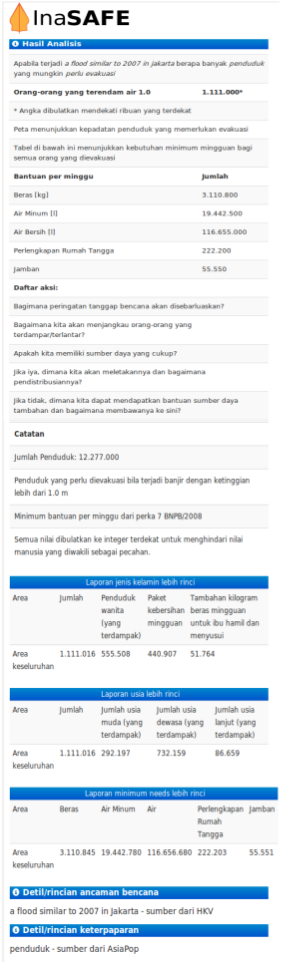 InaSAFE
Hasil Analisis
Apabila terjadi a flood similar to 2007 in jakarta berapa banyak penduduk
yang mungkin perlu evakuasi
Orang-orang yang terendam air 1.0 1.111.000*
* Angka dibulatkan mendekati ribuan yang terdekat
Peta menunjukkan kepadatan penduduk yang memerlukan evakuasi
Tabel di bawah ini menunjukkan kebutuhan minimum mingguan bagi
semua orang yang dievakuasi
Bantuan per minggu Jumlah
Beras [kg] 3.110.800
Air Minum [l] 19.442.500
Air Bersih [l] 116.655.000
Perlengkapan Rumah Tangga 222.200
Jamban 55.550
Daftar aksi:
Bagaimana peringatan tanggap bencana akan disebarluaskan?
Bagaimana kita akan menjangkau orang-orang yang
terdampar/terlantar?
Apakah kita memiliki sumber daya yang cukup?
Jika iya, dimana kita akan meletakannya dan bagaimana
pendistribusiannya?
Jika tidak, dimana kita dapat mendapatkan bantuan sumber daya
tambahan dan bagaimana membawanya ke sini?
Catatan
Jumlah Penduduk: 12.277.000
Penduduk yang perlu dievakuasi bila terjadi banjir dengan ketinggian
lebih dari 1.0 m
Minimum bantuan per minggu dari perka 7 BNPB/2008
Semua nilai dibulatkan ke integer terdekat untuk menghindari nilai
manusia yang diwakili sebagai pecahan.
Laporan jenis kelamin lebih rinci
Area Jumlah Penduduk Paket Tambahan kilogram
wanita kebersihan beras mingguan
(yang mingguan untuk ibu hamil dan
terdampak) menyusui
Area 1.111.016 555.508 440.907 51.764
keseluruhan
Laporan usia lebih rinci
Area Jumlah Jumlah usia Jumlah usia Jumlah usia
muda (yang dewasa (yang lanjut (yang
terdampak) terdampak) terdampak)
Area 1.111.016 292.197 732.159 86.659
keseluruhan
Laporan minimum needs lebih rinci
Area Beras Air Minum Air Perlengkapan Jamban
Rumah
Tangga
Area 3.110.845 19.442.780 116.656.680 222.203 55.551
keseluruhan
Detil/rincian ancaman bencana
a flood similar to 2007 in Jakarta - sumber dari HKV
Detil/rincian keterpaparan
penduduk - sumber dari AsiaPop